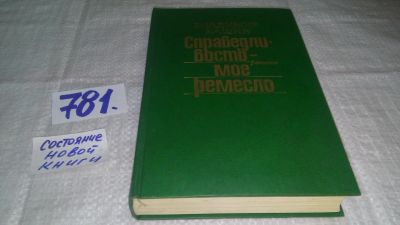 781.
СОСТОЯНИЕ
НОВОЙ
КНИГИ
Справедли-
вость –
мое
ремесло